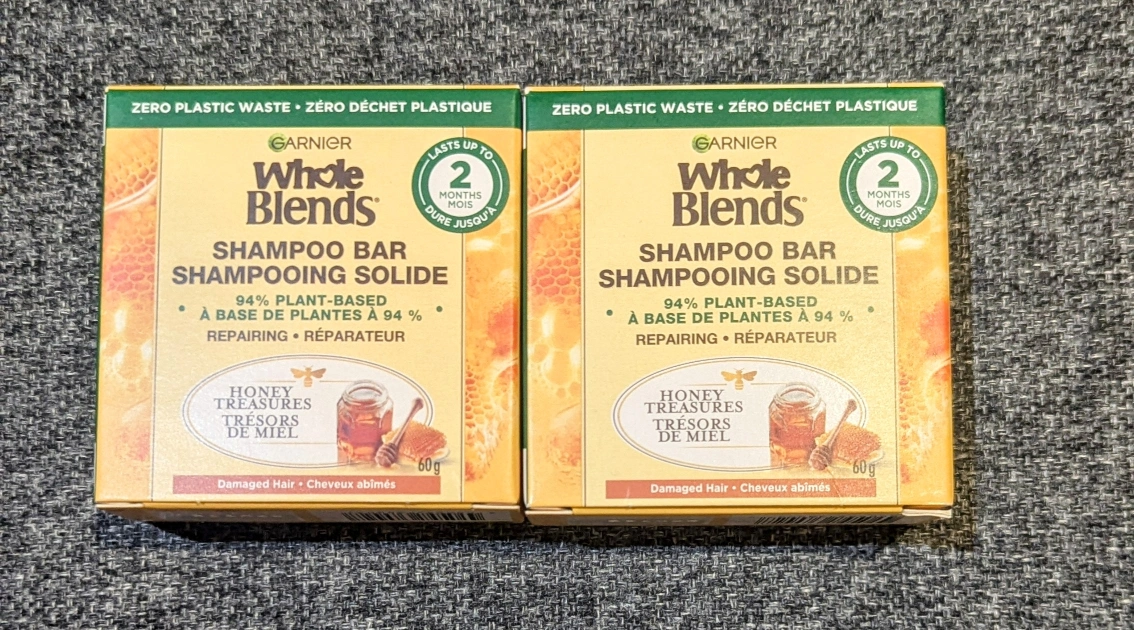 ZERO PLASTIC WASTE • ZÉRO DÉCHET PLASTIQUE
GARNIER
Whole
Blends®
LASTS UP TO
2
MONTHS
MOIS
DURE JUSQU'À
SHAMPOO BAR
SHAMPOOING SOLIDE
• 94% PLANT-BASED •
À BASE DE PLANTES À 94 %
REPAIRING • RÉPARATEUR
HONEY
TREASURES
TRÉSORS
DE MIEL
60g
Damaged Hair • Cheveux abîmés
ZERO PLASTIC WASTE • ZÉRO DÉCHET PLASTIQUE
GARNIER
Whole
Blends®
LASTS UP TO
2
MONTHS
MOIS
DURE JUSQU'À
SHAMPOO BAR
SHAMPOOING SOLIDE
• 94% PLANT-BASED •
À BASE DE PLANTES À 94 %
REPAIRING • RÉPARATEUR
HONEY
TREASURES
TRÉSORS
DE MIEL
60g
Damaged Hair • Cheveux abîmés